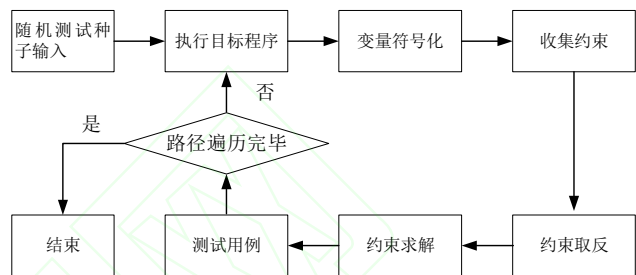 随机测试种
子输入
执行目标程序
变量符号化
收集约束
否
是
路径遍历完毕
结束
测试用例
约束求解
约束取反